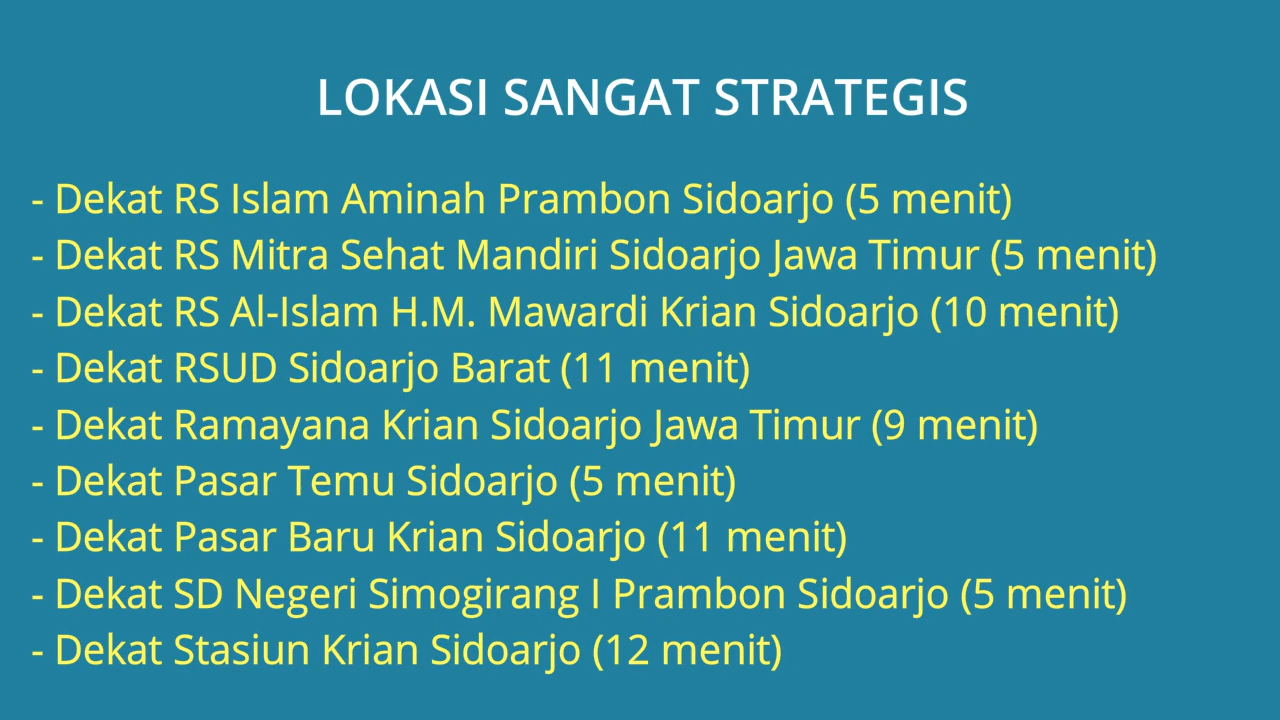 LOKASI SANGAT STRATEGIS
- Dekat RS Islam Aminah Prambon Sidoarjo (5 menit)
- Dekat RS Mitra Sehat Mandiri Sidoarjo Jawa Timur (5 menit)
- Dekat RS Al-Islam H.M. Mawardi Krian Sidoarjo (10 menit)
- Dekat RSUD Sidoarjo Barat (11 menit)
- Dekat Ramayana Krian Sidoarjo Jawa Timur (9 menit)
- Dekat Pasar Temu Sidoarjo (5 menit)
- Dekat Pasar Baru Krian Sidoarjo (11 menit)
- Dekat SD Negeri Simogirang I Prambon Sidoarjo (5 menit)
- Dekat Stasiun Krian Sidoarjo (12 menit)